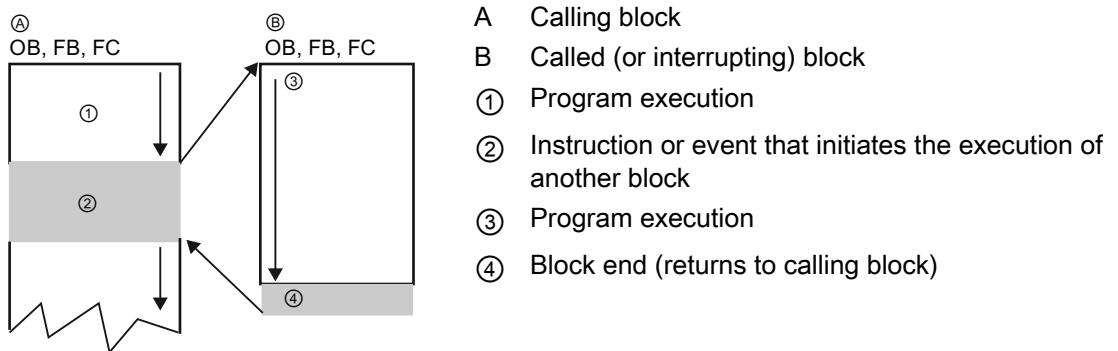 Ⓐ
OB, FB, FC
①
②
Ⓑ
OB, FB, FC
③
④
A Calling block
B Called (or interrupting) block
① Program execution
② Instruction or event that initiates the execution of
another block
③ Program execution
④ Block end (returns to calling block)